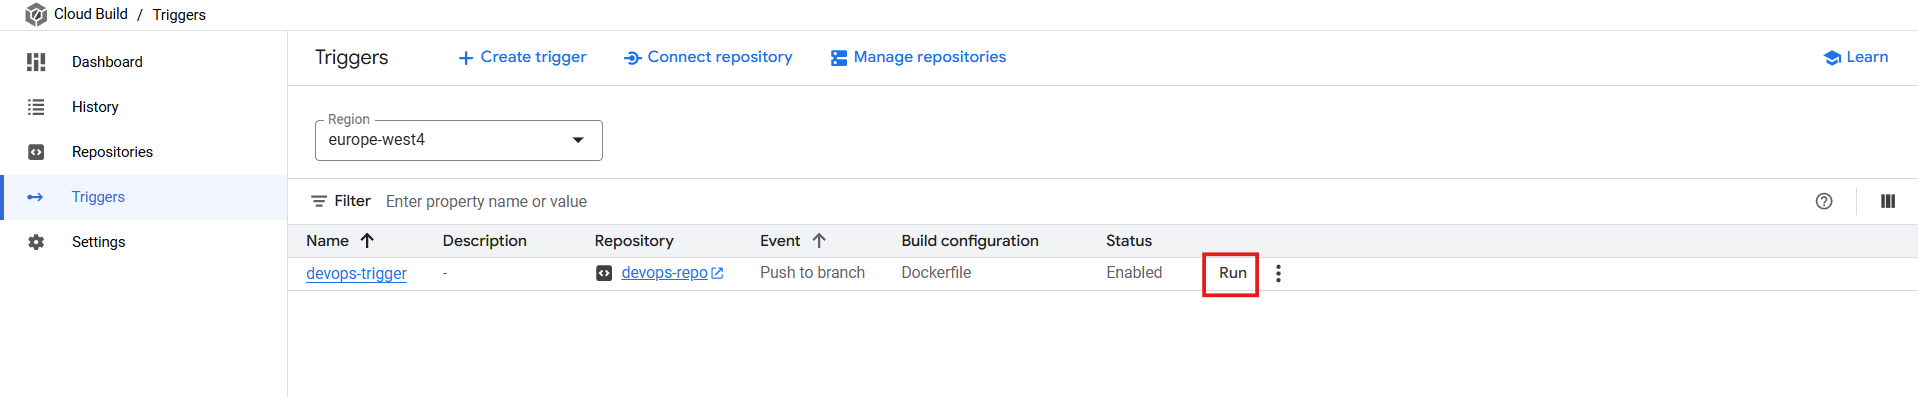 Cloud Build / Triggers
Dashboard
History
Repositories
Triggers
Settings
Triggers
Create trigger
Connect repository
Manage repositories
Learn
Region
europe-west4
Filter Enter property name or value
Name Description Repository Event Build configuration Status
devops-trigger - devops-repo Push to branch Dockerfile Enabled Run